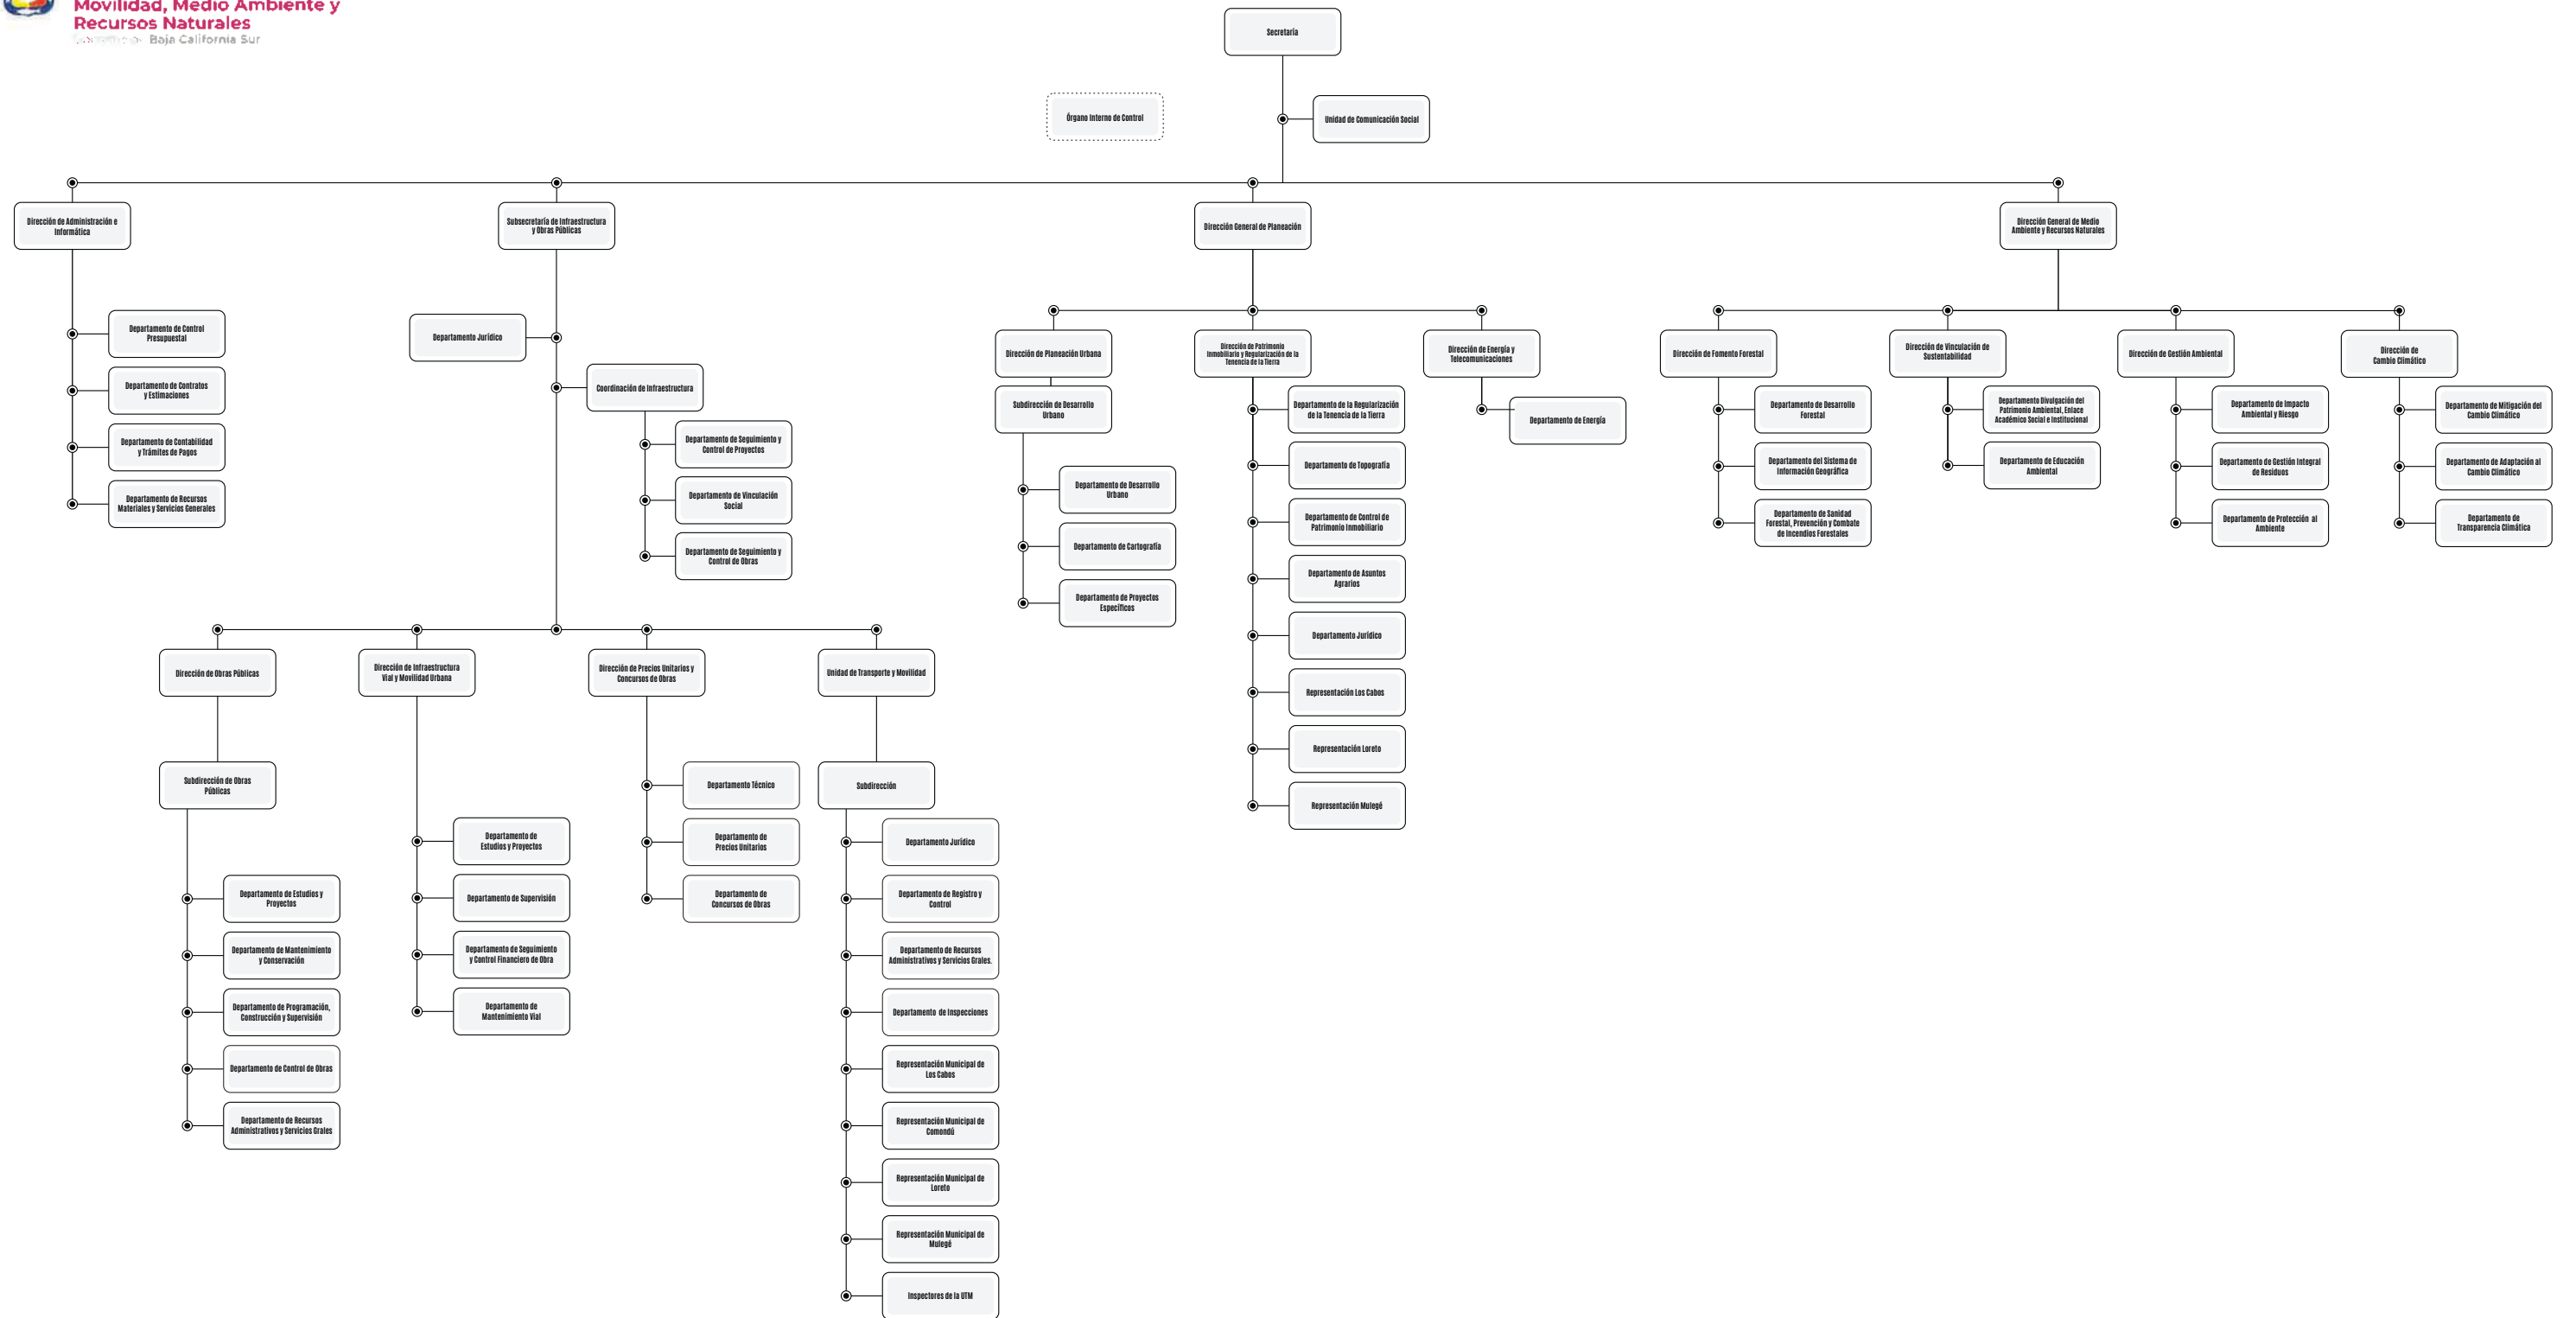 Movilidad, Medio Ambiente y
Recursos Naturales
Baja California Sur
Secretaría
Órgano Interno de Control
Unidad de Comunicación Social
Dirección de Administración e
Informática
Subsecretaría de Infraestructura
y Obras Públicas
Dirección General de Planeación
Dirección General de Medio
Ambiente y Recursos Naturales
Departamento de Control
Presupuestal
Departamento de Contratos
y Estimaciones
Departamento de Contabilidad
y Trámites de Pagos
Departamento de Recursos
Materiales y Servicios Generales
Departamento Jurídico
Coordinación de Infraestructura
Departamento de Seguimiento y
Control de Proyectos
Departamento de Vinculación
Social
Departamento de Seguimiento y
Control de Obras
Dirección de Obras Públicas
Subdirección de Obras
Públicas
Departamento de Estudios y
Proyectos
Departamento de Mantenimiento
y Conservación
Departamento de Programación,
Construcción y Supervisión
Departamento de Control de Obras
Departamento de Recursos
Administrativos y Servicios Grales
Dirección de Infraestructura
Vial y Movilidad Urbana
Departamento de
Estudios y Proyectos
Departamento de Supervisión
Departamento de Seguimiento
y Control Financiero de Obra
Departamento de
Mantenimiento Vial
Dirección de Precios Unitarios y
Concursos de Obras
Departamento Técnico
Departamento de
Precios Unitarios
Departamento de
Concursos de Obras
Unidad de Transporte y Movilidad
Subdirección
Departamento Jurídico
Departamento de Registro y
Control
Departamento de Recursos
Administrativos y Servicios Grales.
Departamento de Inspecciones
Representación Municipal de
Los Cabos
Representación Municipal de
Comondú
Representación Municipal de
Loreto
Representación Municipal de
Mulegé
Inspectores de la UTM
Dirección de Planeación Urbana
Subdirección de Desarrollo
Urbano
Departamento de Desarrollo
Urbano
Departamento de Cartografía
Departamento de Proyectos
Específicos
Dirección de Patrimonio
Inmobiliario y Regularización de la
Tenencia de la Tierra
Departamento de la Regularización
de la Tenencia de la Tierra
Departamento de Topografía
Departamento de Control de
Patrimonio Inmobiliario
Departamento de Asuntos
Agrarios
Departamento Jurídico
Representación Los Cabos
Representación Loreto
Representación Mulegé
Dirección de Energía y
Telecomunicaciones
Departamento de Energía
Dirección de Fomento Forestal
Departamento de Desarrollo
Forestal
Departamento del Sistema de
Información Geográfica
Departamento de Sanidad
Forestal, Prevención y Combate
de Incendios Forestales
Dirección de Vinculación de
Sustentabilidad
Departamento Divulgación del
Patrimonio Ambiental, Enlace
Académico Social e Institucional
Departamento de Educación
Ambiental
Dirección de Gestión Ambiental
Departamento de Impacto
Ambiental y Riesgo
Departamento de Gestión Integral
de Residuos
Departamento de Protección al
Ambiente
Dirección de
Cambio Climático
Departamento de Mitigación del
Cambio Climático
Departamento de Adaptación al
Cambio Climático
Departamento de
Transparencia Climática